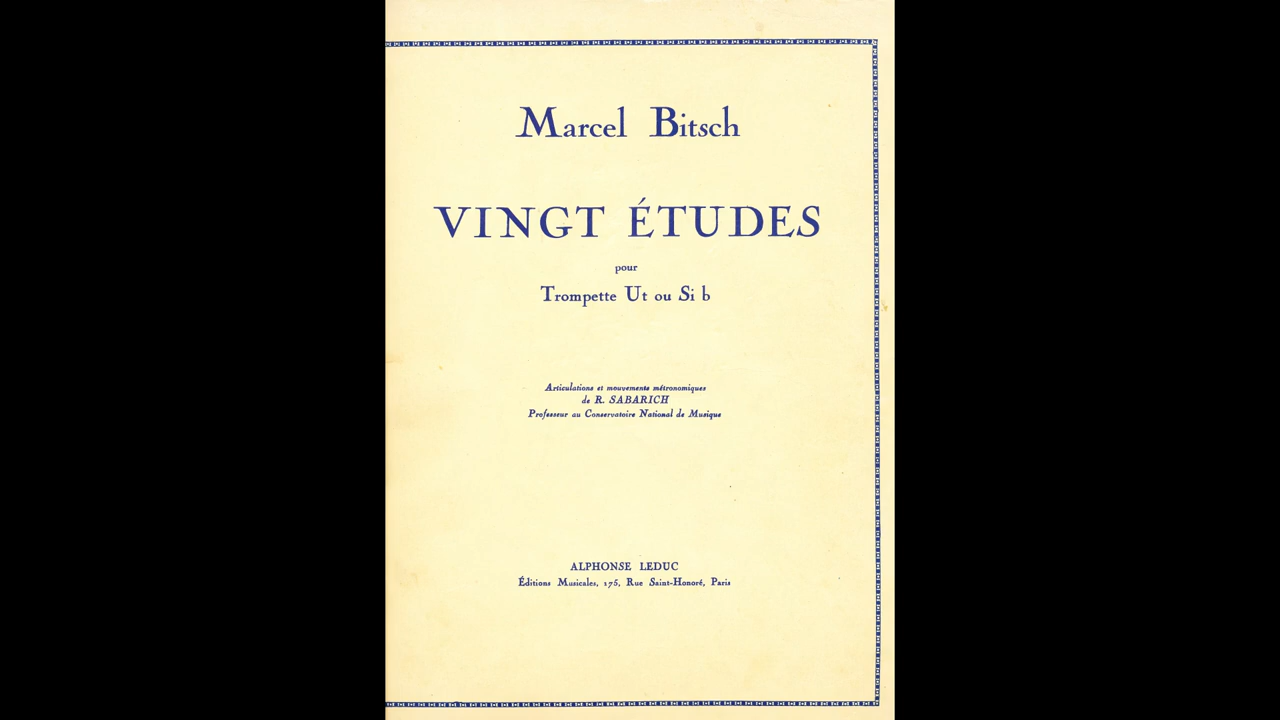 Marcel Bitsch
VINGT ÉTUDES
pour
Trompette Ut ou Si b
Articulations et mouvements métronomiques
de R. SABARICH
Professeur au Conservatoire National de Musique
ALPHONSE LEDUC
Éditions Musicales, 175, Rue Saint-Honoré, Paris